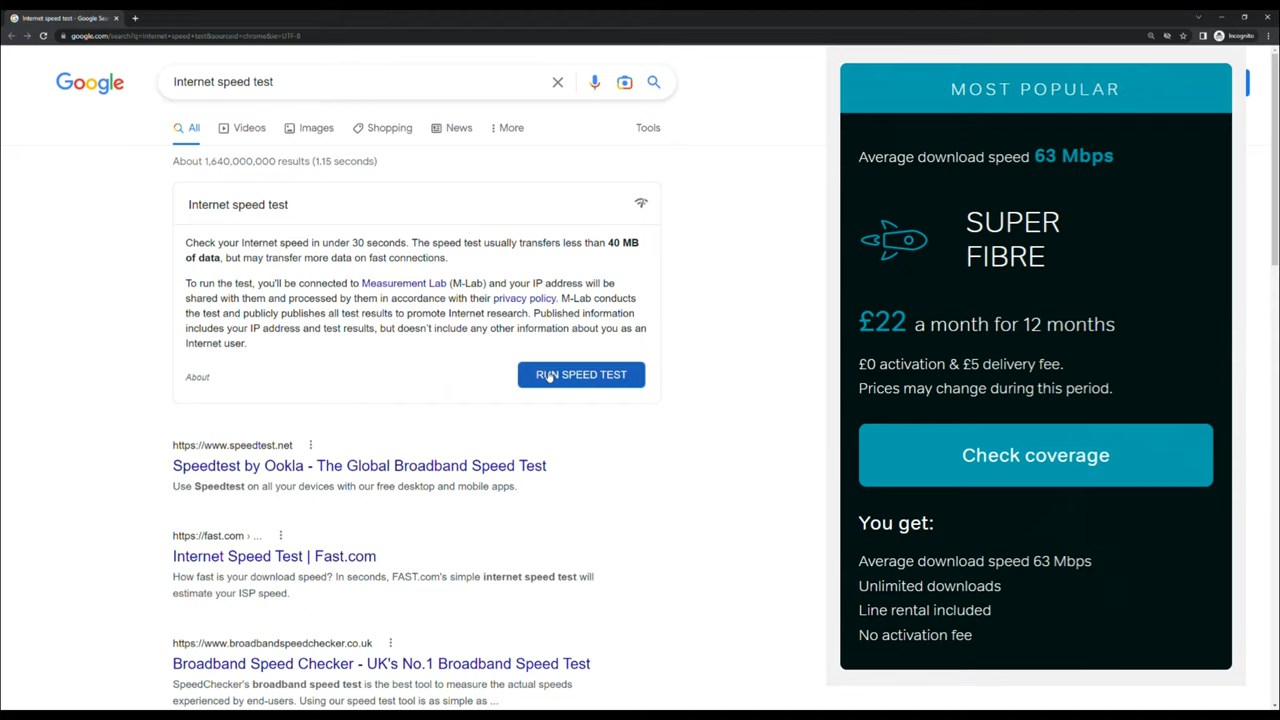 Internet speed test - Google Sea
google.com/search?q=Internet+speed+test&sourceid=chrome&ie=UTF-8
Incognito
Google
Internet speed test
All
Videos
Images
Shopping
News
More
Tools
About 1,640,000,000 results (1.15 seconds)
Internet speed test
Check your Internet speed in under 30 seconds. The speed test usually transfers less than 40 MB
of data, but may transfer more data on fast connections.
To run the test, you'll be connected to Measurement Lab (M-Lab) and your IP address will be
shared with them and processed by them in accordance with their privacy policy. M-Lab conducts
the test and publicly publishes all test results to promote Internet research. Published information
includes your IP address and test results, but doesn't include any other information about you as an
Internet user.
About
RUN SPEED TEST
https://www.speedtest.net
Speedtest by Ookla - The Global Broadband Speed Test
Use Speedtest on all your devices with our free desktop and mobile apps.
https://fast.com › ...
Internet Speed Test | Fast.com
How fast is your download speed? In seconds, FAST.com's simple internet speed test will
estimate your ISP speed.
https://www.broadbandspeedchecker.co.uk
Broadband Speed Checker - UK's No.1 Broadband Speed Test
SpeedChecker's broadband speed test is the best tool to measure the actual speeds
experienced by end-users. Using our speed test tool is as simple as ...
MOST POPULAR
Average download speed 63 Mbps
SUPER
FIBRE
£22 a month for 12 months
£0 activation & £5 delivery fee.
Prices may change during this period.
Check coverage
You get:
Average download speed 63 Mbps
Unlimited downloads
Line rental included
No activation fee